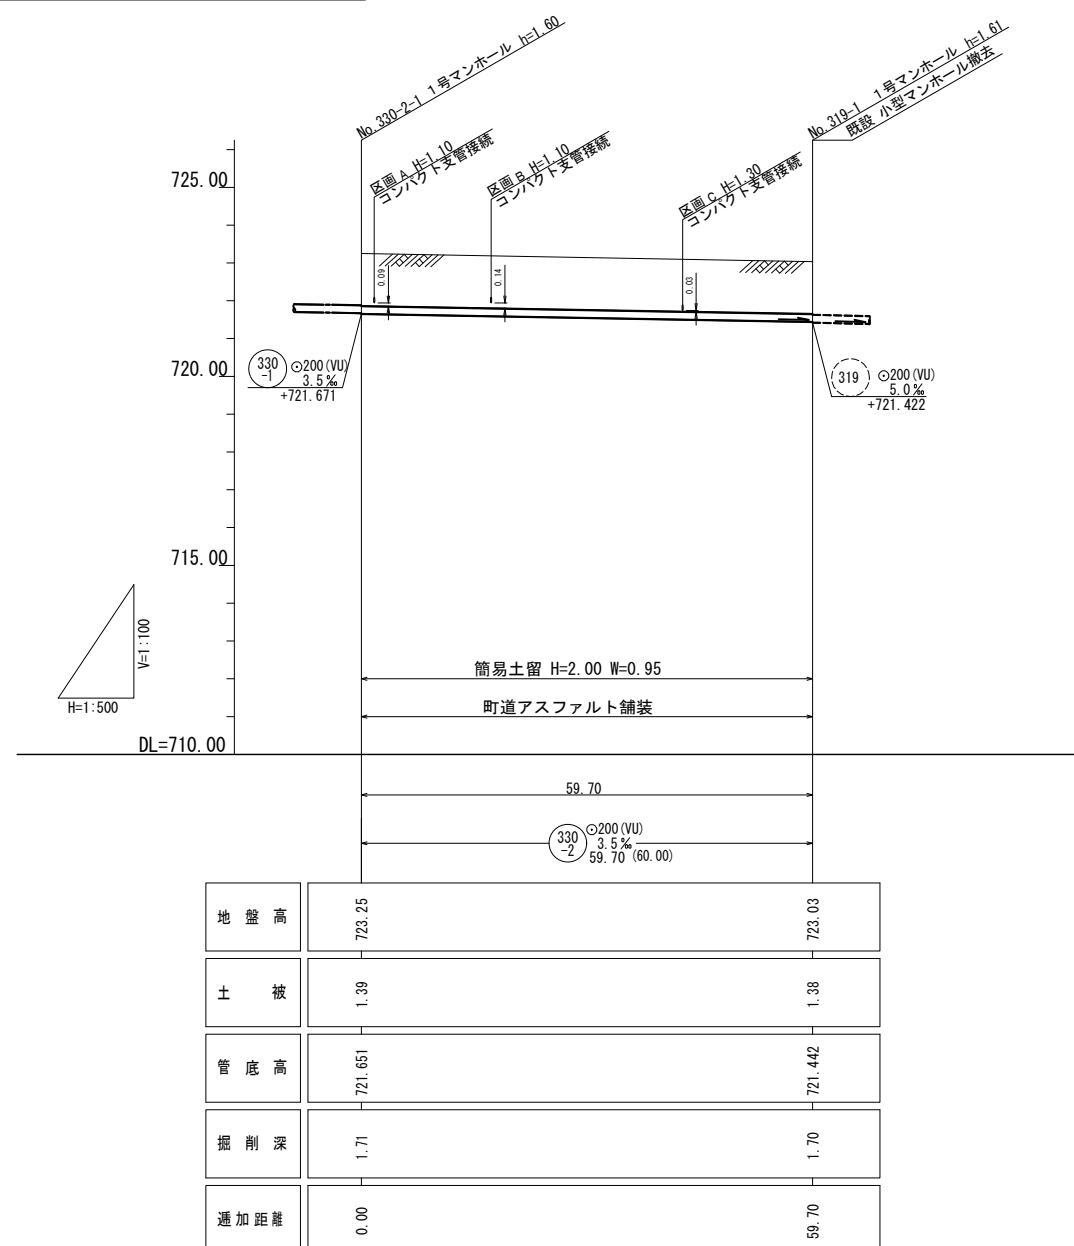 No.330-2-1 1号マンホール h=1.60
No.319-1 1号マンホール h=1.61
既設 小型マンホール撤去
区画 A H=1.10
コンパクト支管接続
区画 B H=1.10
コンパクト支管接続
区画 C H=1.30
コンパクト支管接続
725.00
0.09
0.14
0.03
720.00
330
-1
⊙200(VU)
3.5‰
+721.671
319
⊙200(VU)
5.0‰
+721.422
715.00
V=1:100
H=1:500
簡易土留 H=2.00 W=0.95
町道アスファルト舗装
DL=710.00
59.70
330
-2
⊙200(VU)
3.5‰
59.70 (60.00)
地盤高 723.25 723.03
土被 1.39 1.38
管底高 721.651 721.442
掘削深 1.71 1.70
逓加距離 0.00 59.70